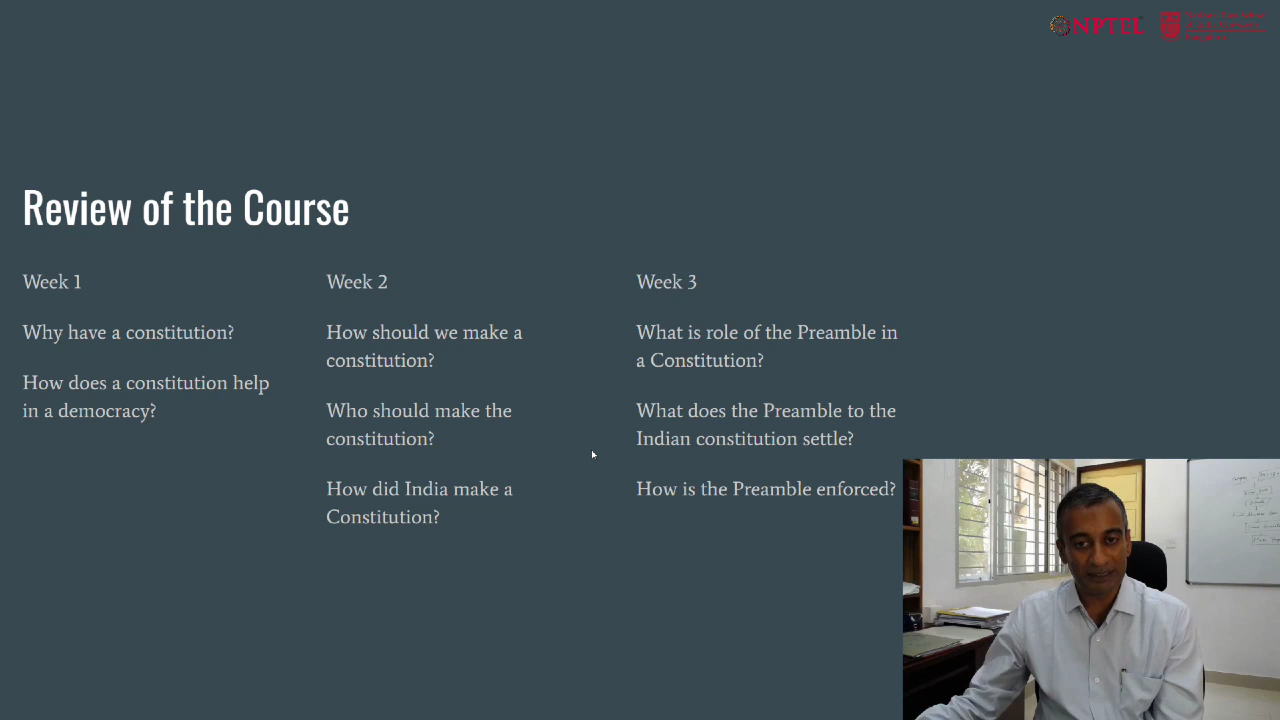 NPTEL
Review of the Course
Week 1
Why have a constitution?
How does a constitution help
in a democracy?
Week 2
How should we make a
constitution?
Who should make the
constitution?
How did India make a
Constitution?
Week 3
What is role of the Preamble in
a Constitution?
What does the Preamble to the
Indian constitution settle?
How is the Preamble enforced?